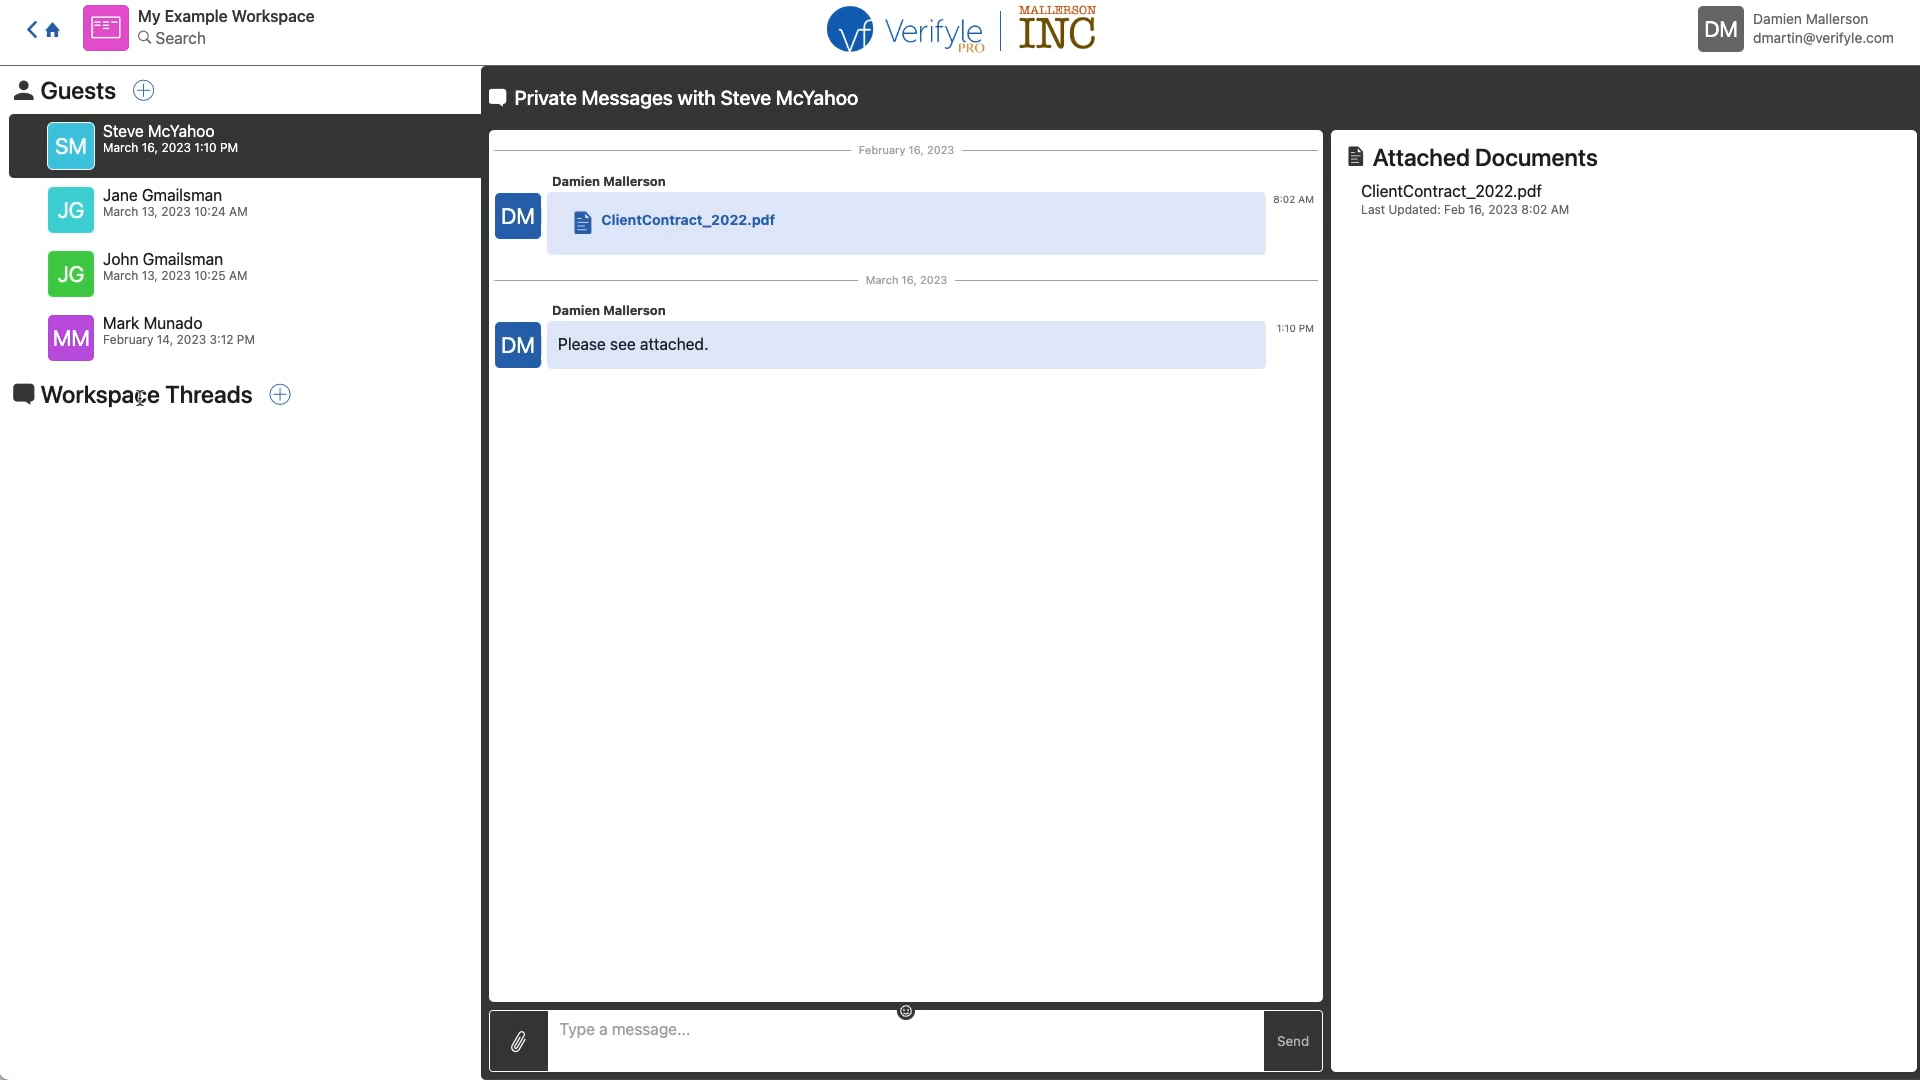 My Example Workspace
Search
Vf Verifyle PRO
MALLERSON INC
DM
Damien Mallerson
dmartin@verifyle.com
Guests
SM
Steve McYahoo
March 16, 2023 1:10 PM
JG
Jane Gmailsman
March 13, 2023 10:24 AM
JG
John Gmailsman
March 13, 2023 10:25 AM
MM
Mark Munado
February 14, 2023 3:12 PM
Workspace Threads
Private Messages with Steve McYahoo
February 16, 2023
Damien Mallerson
DM
ClientContract_2022.pdf
8:02 AM
March 16, 2023
Damien Mallerson
DM
Please see attached.
1:10 PM
Type a message...
Send
Attached Documents
ClientContract_2022.pdf
Last Updated: Feb 16, 2023 8:02 AM